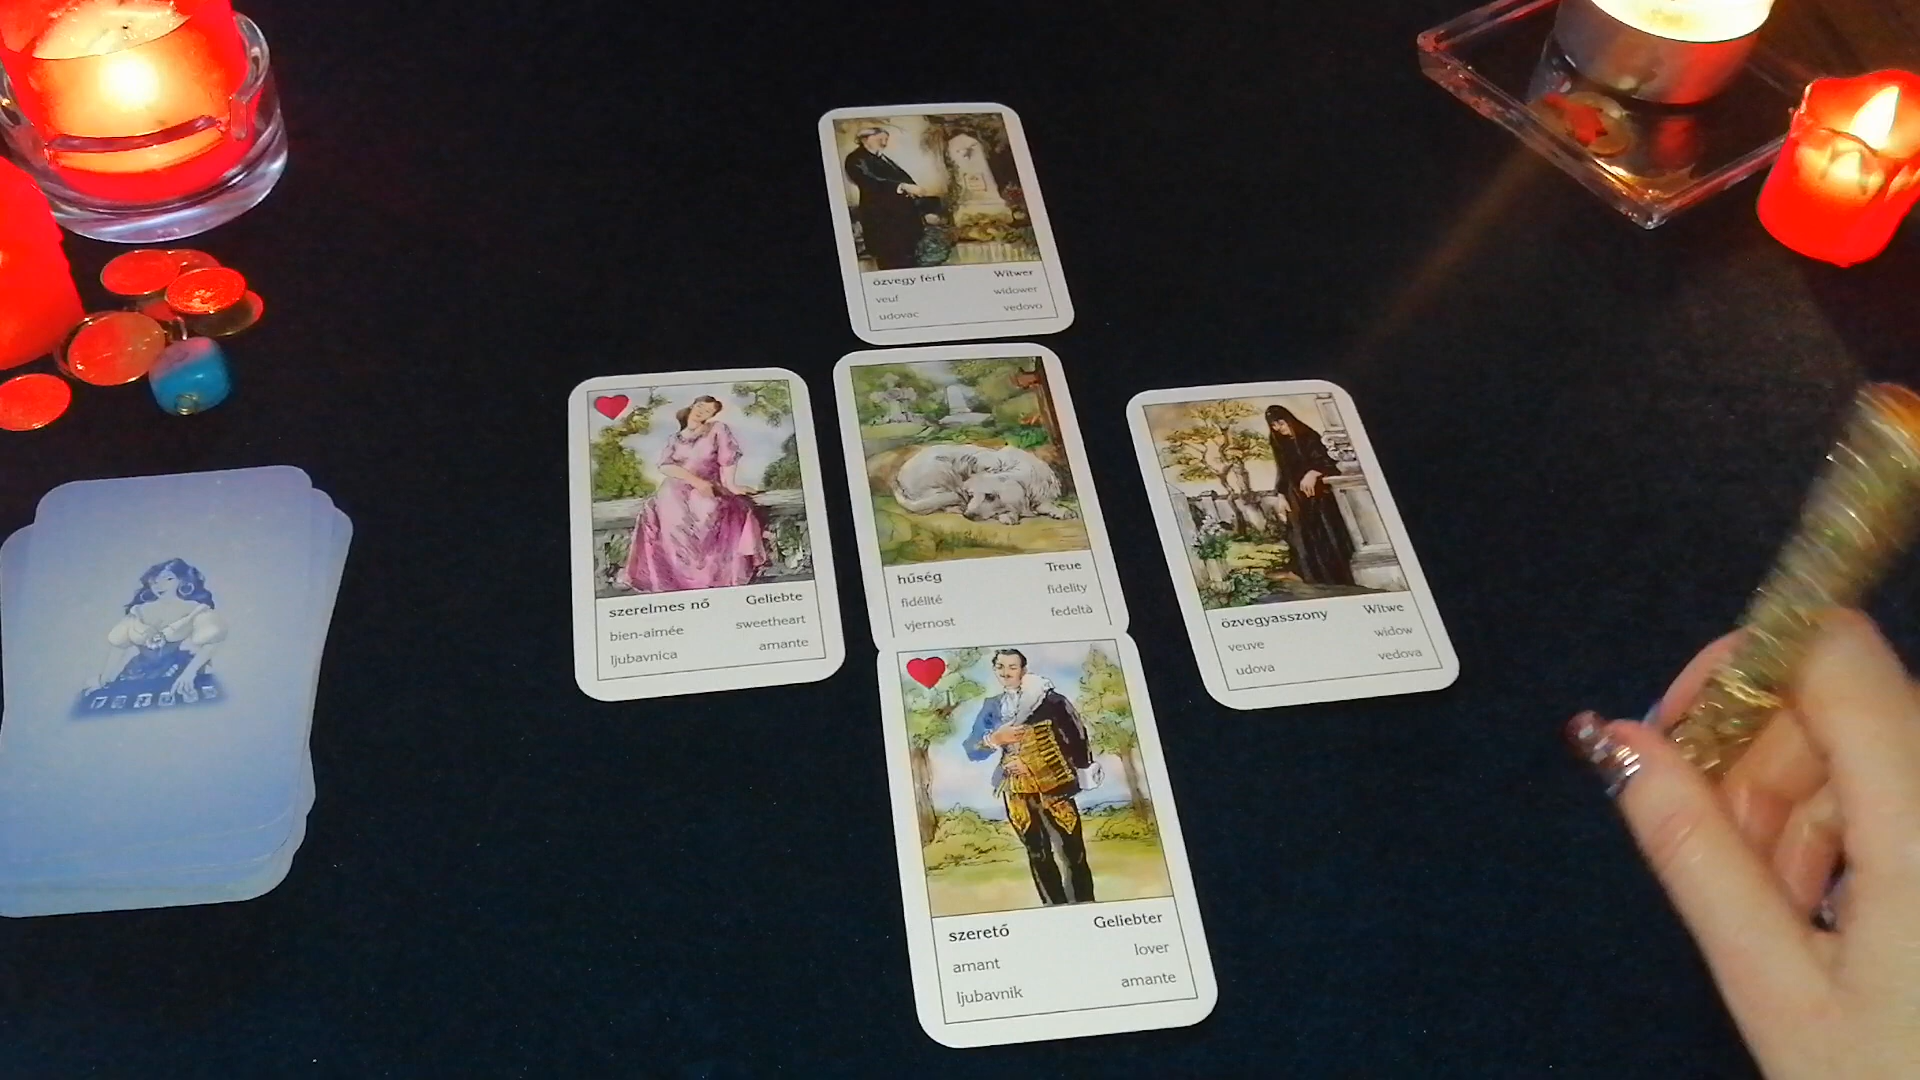 özvegy férfi Witwer
veuf widower
udovac vedovo
szerelmes nő Geliebte
bien-aimée sweetheart
ljubavnica amante
hűség Treue
fidélité fidelity
vjernost fedeltà
özvegyasszony Witwe
veuve widow
udova vedova
szerető Geliebter
amant lover
ljubavnik amante